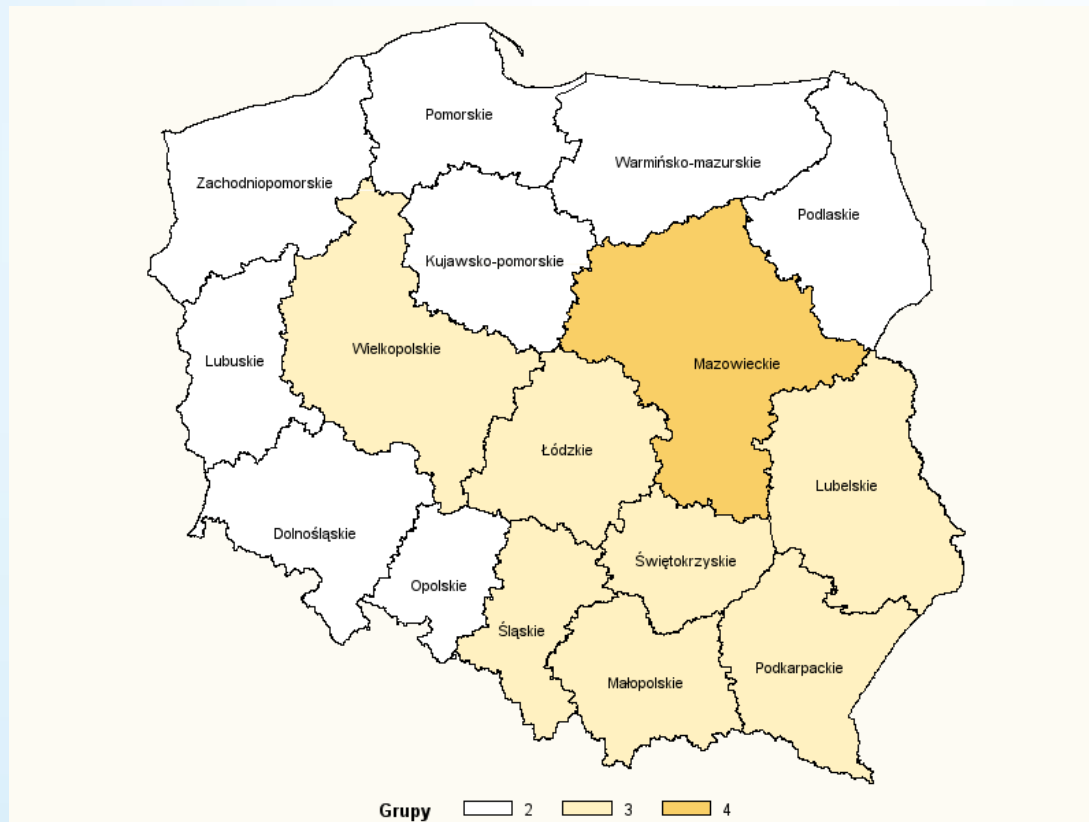 Pomorskie
Warmińsko-mazurskie
Zachodniopomorskie
Podlaskie
Kujawsko-pomorskie
Wielkopolskie
Lubuskie
Mazowieckie
Łódzkie
Lubelskie
Dolnośląskie
Świętokrzyskie
Opolskie
Śląskie
Podkarpackie
Małopolskie
Grupy 2 3 4